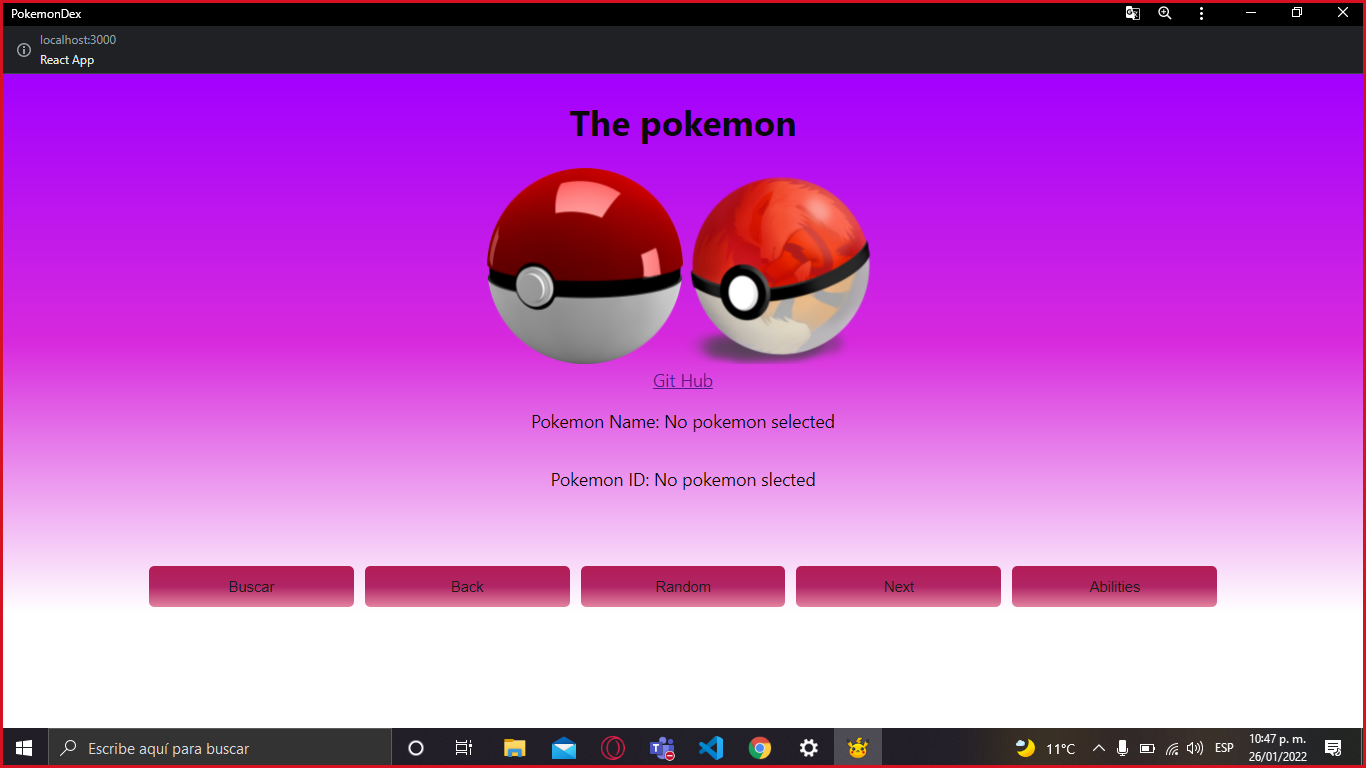 PokemonDex
localhost:3000
React App
The pokemon
Git Hub
Pokemon Name: No pokemon selected
Pokemon ID: No pokemon slected
Buscar Back Random Next Abilities
Escribe aquí para buscar
11°C
ESP
10:47 p. m.
26/01/2022